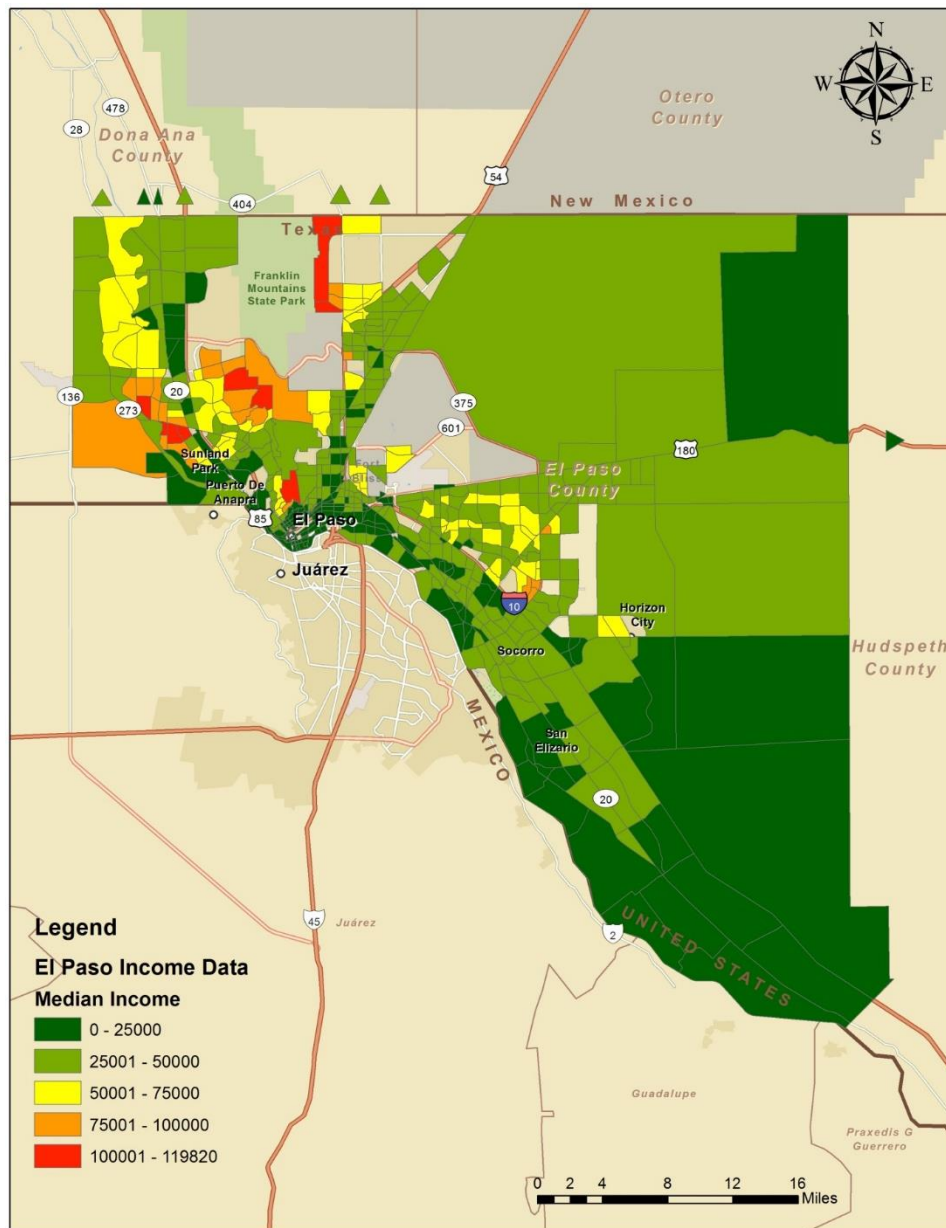 N
W
E
S
478
28
Dona Ana
County
Otero
County
54
404
New Mexico
Texas
Franklin
Mountains
State Park
136
273
20
375
601
180
Sunland
Park
Puerto De
Anapra
85
El Paso
El Paso
County
Fort
Bliss
Juárez
10
Horizon
City
Socorro
Hudspeth
County
MEXICO
San
Elizario
20
45
Juárez
2
UNITED STATES
Guadalupe
Praxedis G
Guerrero
Legend
El Paso Income Data
Median Income
0 - 25000
25001 - 50000
50001 - 75000
75001 - 100000
100001 - 119820
0 2 4 8 12 16
Miles